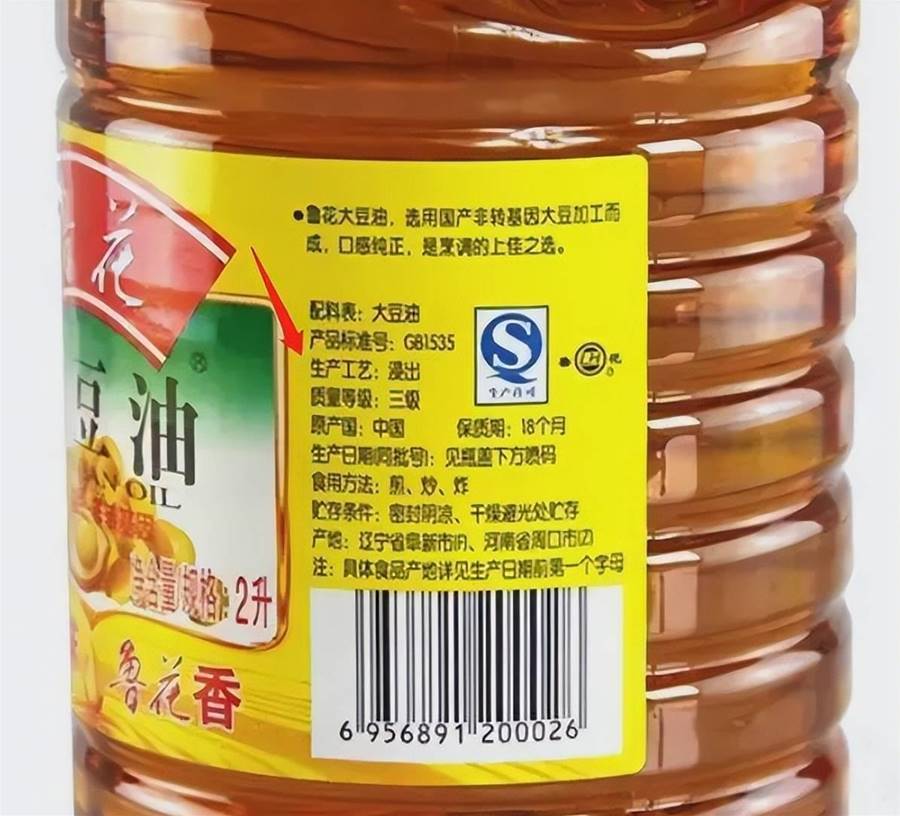 花
豆油
AN OIL
含量/规格: 2升
鲁花香
●鲁花大豆油，选用国产非转基因大豆加工而
成，口感纯正，是烹调的上佳之选。
配料表：大豆油
产品标准号：GB1535
生产工艺：浸出
质量等级：三级
原产国：中国 保质期：18个月
生产日期(同批号)：见瓶盖下方喷码
食用方法：煎、炒、炸
贮存条件：密封阴凉、干燥避光处贮存
产地：辽宁省阜新市(F)、河南省周口市(Z)
注：具体食品产地详见生产日期前第一个字母
生产许可
6 956891 200026